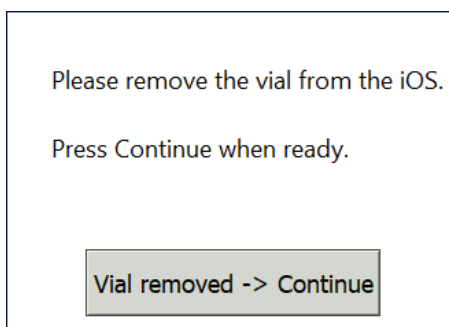 Please remove the vial from the iOS.
Press Continue when ready.
Vial removed -> Continue